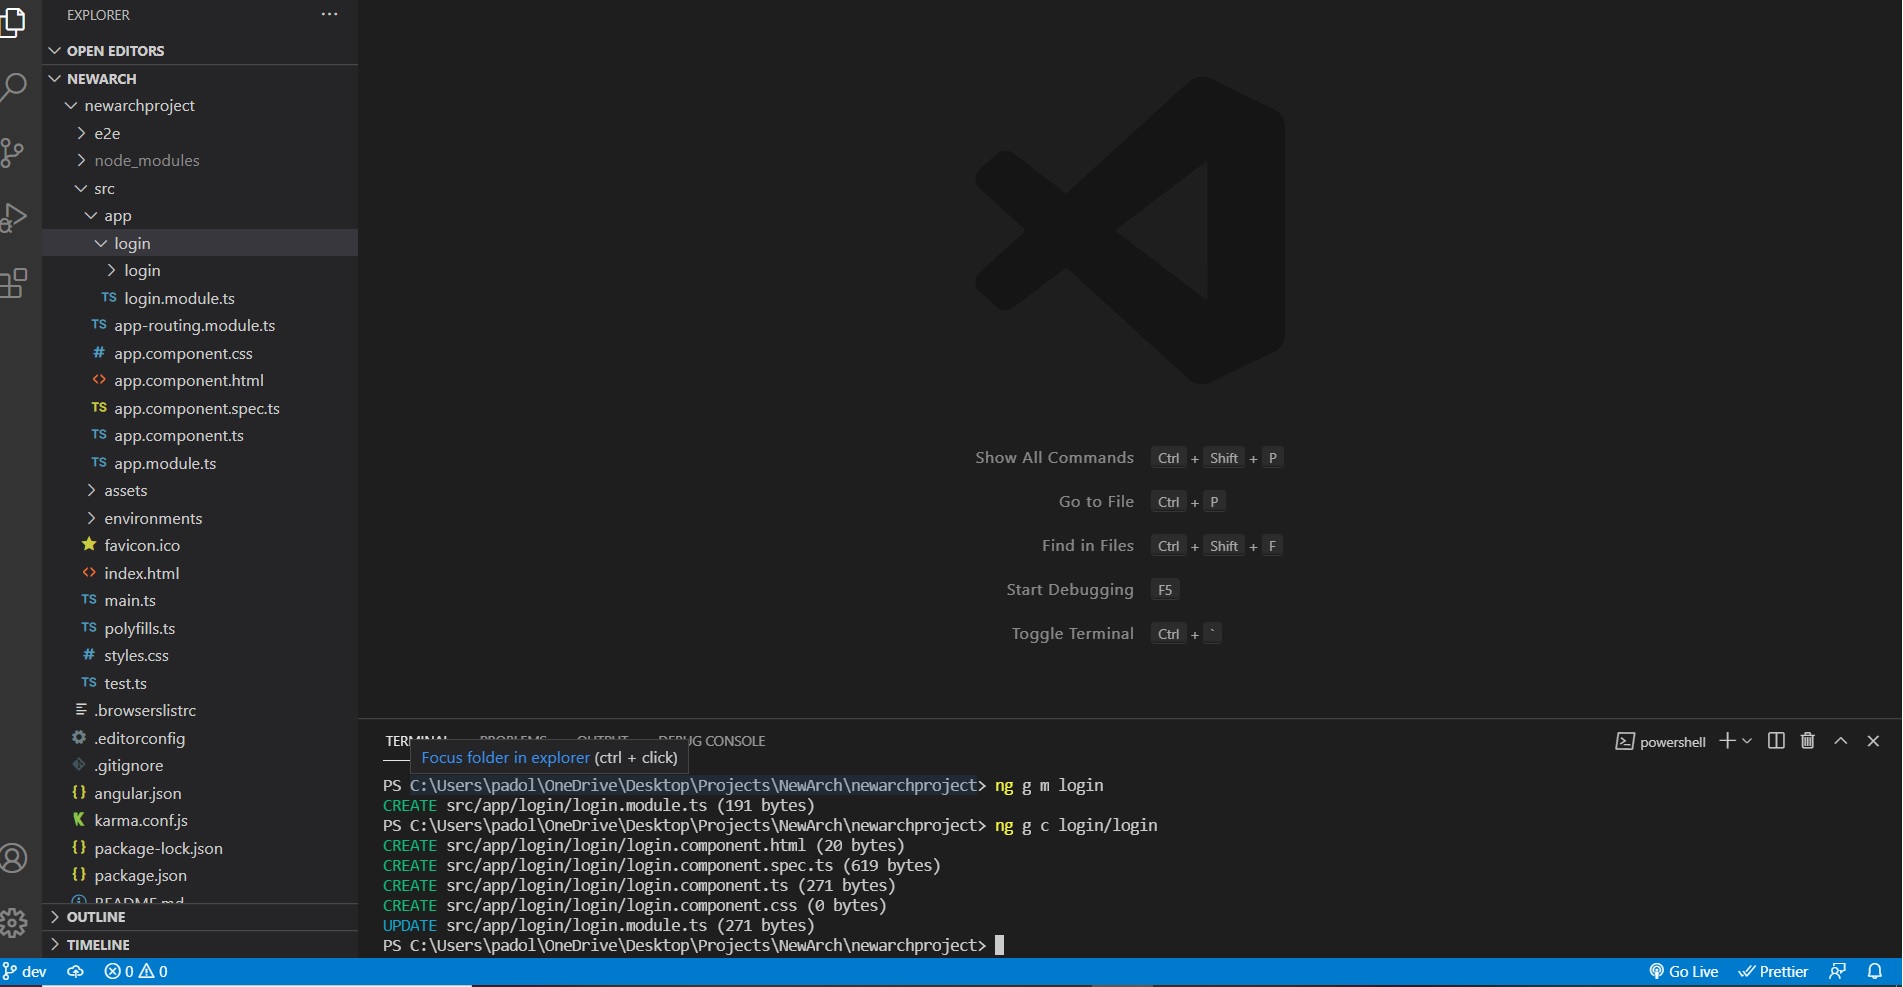 EXPLORER
OPEN EDITORS
NEWARCH
newarchproject
e2e
node_modules
src
app
login
login
TS login.module.ts
TS app-routing.module.ts
# app.component.css
<> app.component.html
TS app.component.spec.ts
TS app.component.ts
TS app.module.ts
assets
environments
favicon.ico
<> index.html
TS main.ts
TS polyfills.ts
# styles.css
TS test.ts
.browserslistrc
.editorconfig
.gitignore
{} angular.json
K karma.conf.js
{} package-lock.json
{} package.json
README.md
OUTLINE
TIMELINE
Show All Commands Ctrl + Shift + P
Go to File Ctrl + P
Find in Files Ctrl + Shift + F
Start Debugging F5
Toggle Terminal Ctrl + `
TERMINAL PROBLEMS OUTPUT DEBUG CONSOLE
powershell
Focus folder in explorer (ctrl + click)
PS C:\Users\padol\OneDrive\Desktop\Projects\NewArch\newarchproject> ng g m login
CREATE src/app/login/login.module.ts (191 bytes)
PS C:\Users\padol\OneDrive\Desktop\Projects\NewArch\newarchproject> ng g c login/login
CREATE src/app/login/login/login.component.html (20 bytes)
CREATE src/app/login/login/login.component.spec.ts (619 bytes)
CREATE src/app/login/login/login.component.ts (271 bytes)
CREATE src/app/login/login/login.component.css (0 bytes)
UPDATE src/app/login/login.module.ts (271 bytes)
PS C:\Users\padol\OneDrive\Desktop\Projects\NewArch\newarchproject>
dev 0 0 Go Live Prettier